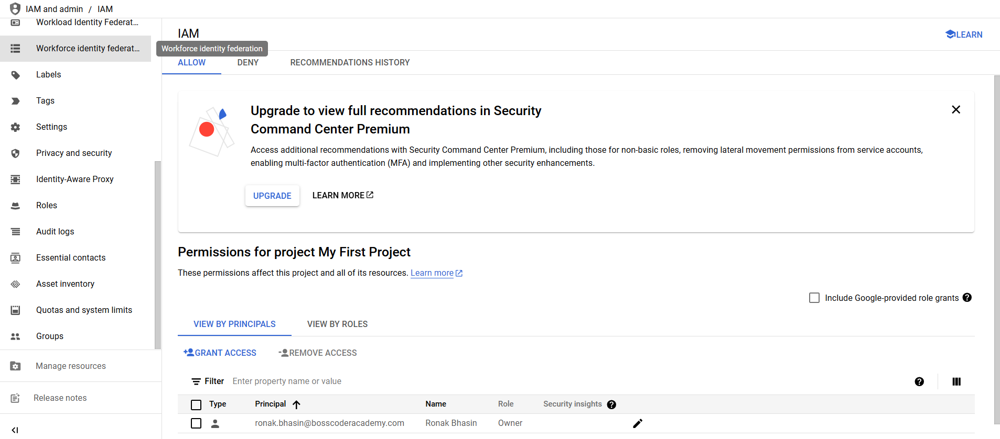 IAM and admin / IAM
Workload Identity Federat...
Workforce identity federat...
Labels
Tags
Settings
Privacy and security
Identity-Aware Proxy
Roles
Audit logs
Essential contacts
Asset inventory
Quotas and system limits
Groups
Manage resources
Release notes
IAM
LEARN
Workforce identity federation
ALLOW DENY RECOMMENDATIONS HISTORY
Upgrade to view full recommendations in Security
Command Center Premium
Access additional recommendations with Security Command Center Premium, including those for non-basic roles, removing lateral movement permissions from service accounts,
enabling multi-factor authentication (MFA) and implementing other security enhancements.
UPGRADE LEARN MORE
Permissions for project My First Project
These permissions affect this project and all of its resources. Learn more
Include Google-provided role grants
VIEW BY PRINCIPALS VIEW BY ROLES
GRANT ACCESS REMOVE ACCESS
Filter Enter property name or value
Type Principal Name Role Security insights
ronak.bhasin@bosscoderacademy.com Ronak Bhasin Owner